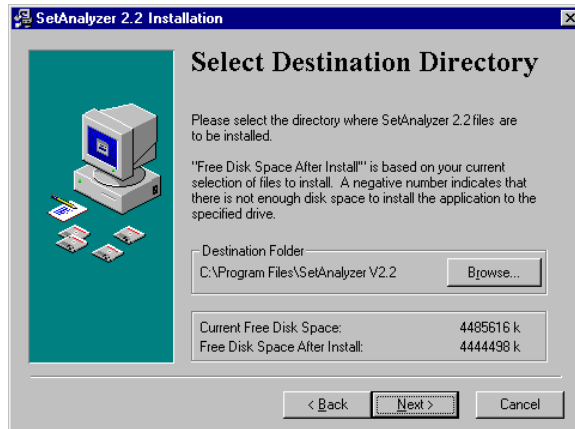 SetAnalyzer 2.2 Installation
Select Destination Directory
Please select the directory where SetAnalyzer 2.2 files are
to be installed.
"Free Disk Space After Install"" is based on your current
selection of files to install. A negative number indicates that
there is not enough disk space to install the application to the
specified drive.
Destination Folder
C:\Program Files\SetAnalyzer V2.2 Browse...
Current Free Disk Space: 4485616 k
Free Disk Space After Install: 4444498 k
< Back Next > Cancel